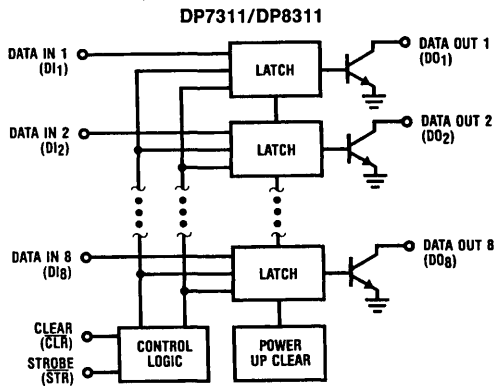 DP7311/DP8311
DATA IN 1
(DI1)
LATCH
DATA OUT 1
(DO1)
DATA IN 2
(DI2)
LATCH
DATA OUT 2
(DO2)
DATA IN 8
(DI8)
LATCH
DATA OUT 8
(DO8)
CLEAR
(CLR)
STROBE
(STR)
CONTROL
LOGIC
POWER
UP CLEAR